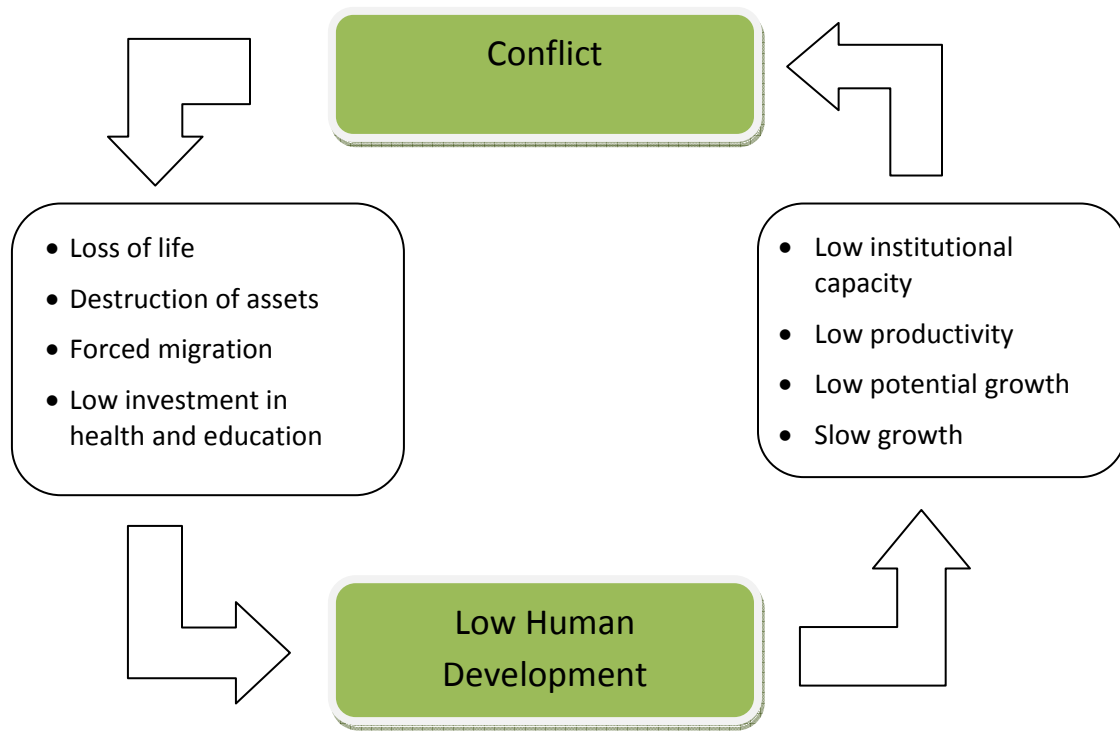 Conflict
• Loss of life
• Destruction of assets
• Forced migration
• Low investment in
health and education
• Low institutional
capacity
• Low productivity
• Low potential growth
• Slow growth
Low Human
Development